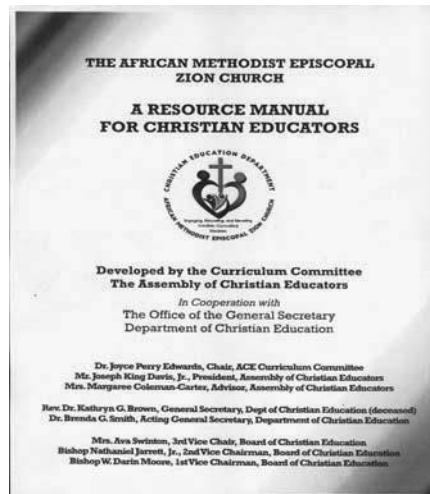 THE AFRICAN METHODIST EPISCOPAL
ZION CHURCH
A RESOURCE MANUAL
FOR CHRISTIAN EDUCATORS
CHRISTIAN EDUCATION DEPARTMENT
AFRICAN METHODIST EPISCOPAL ZION CHURCH
Developed by the Curriculum Committee
The Assembly of Christian Educators
In Cooperation with
The Office of the General Secretary
Department of Christian Education
Dr. Joyce Perry Edwards, Chair, ACE Curriculum Committee
Mr. Joseph King Davis, Jr., President, Assembly of Christian Educators
Mrs. Margaree Coleman-Carter, Advisor, Assembly of Christian Educators
Rev. Dr. Kathryn G. Brown, General Secretary, Dept of Christian Education (deceased)
Dr. Brenda G. Smith, Acting General Secretary, Department of Christian Education
Mrs. Ava Swinton, 3rd Vice Chair, Board of Christian Education
Bishop Nathaniel Jarrett, Jr., 2nd Vice Chairman, Board of Christian Education
Bishop W. Darin Moore, 1st Vice Chairman, Board of Christian Education